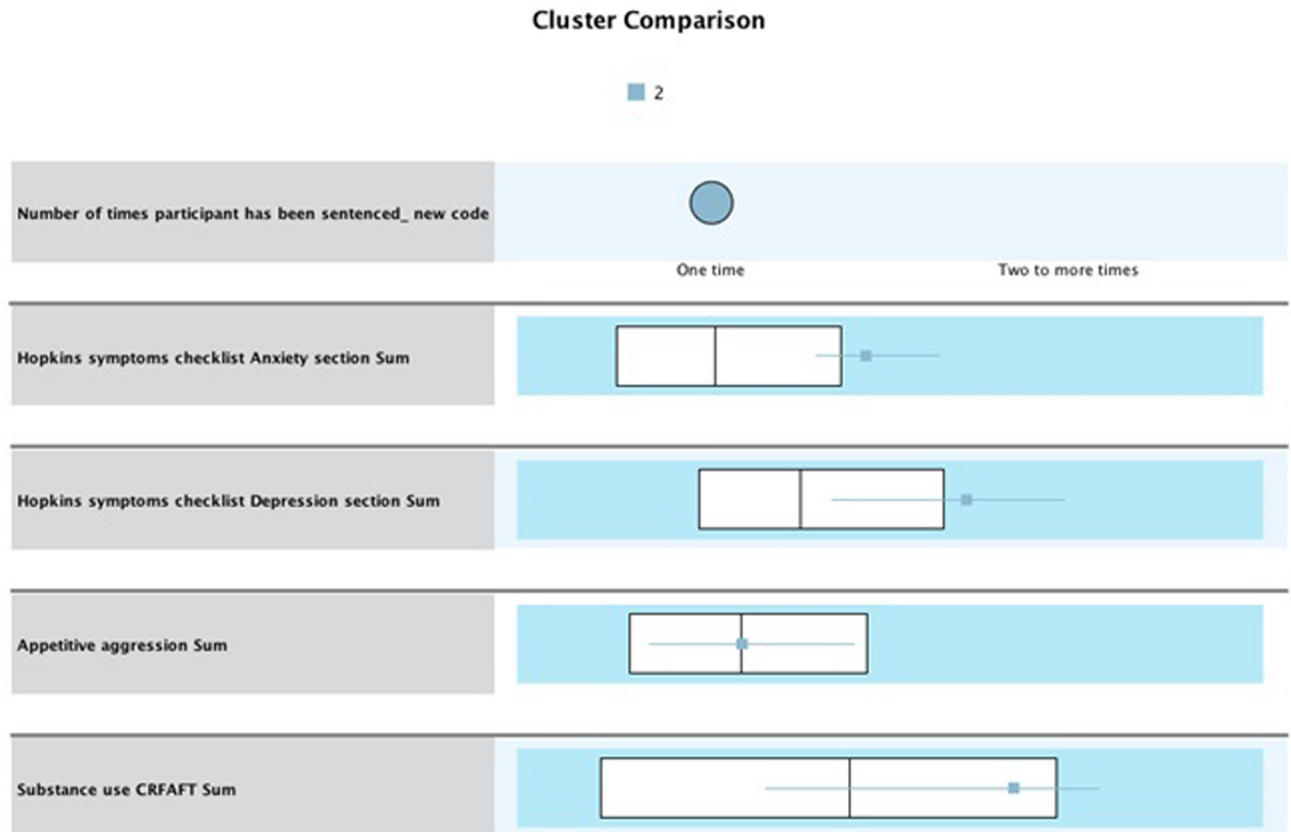 Cluster Comparison
2
Number of times participant has been sentenced_ new code
One time
Two to more times
Hopkins symptoms checklist Anxiety section Sum
Hopkins symptoms checklist Depression section Sum
Appetitive aggression Sum
Substance use CRFAFT Sum